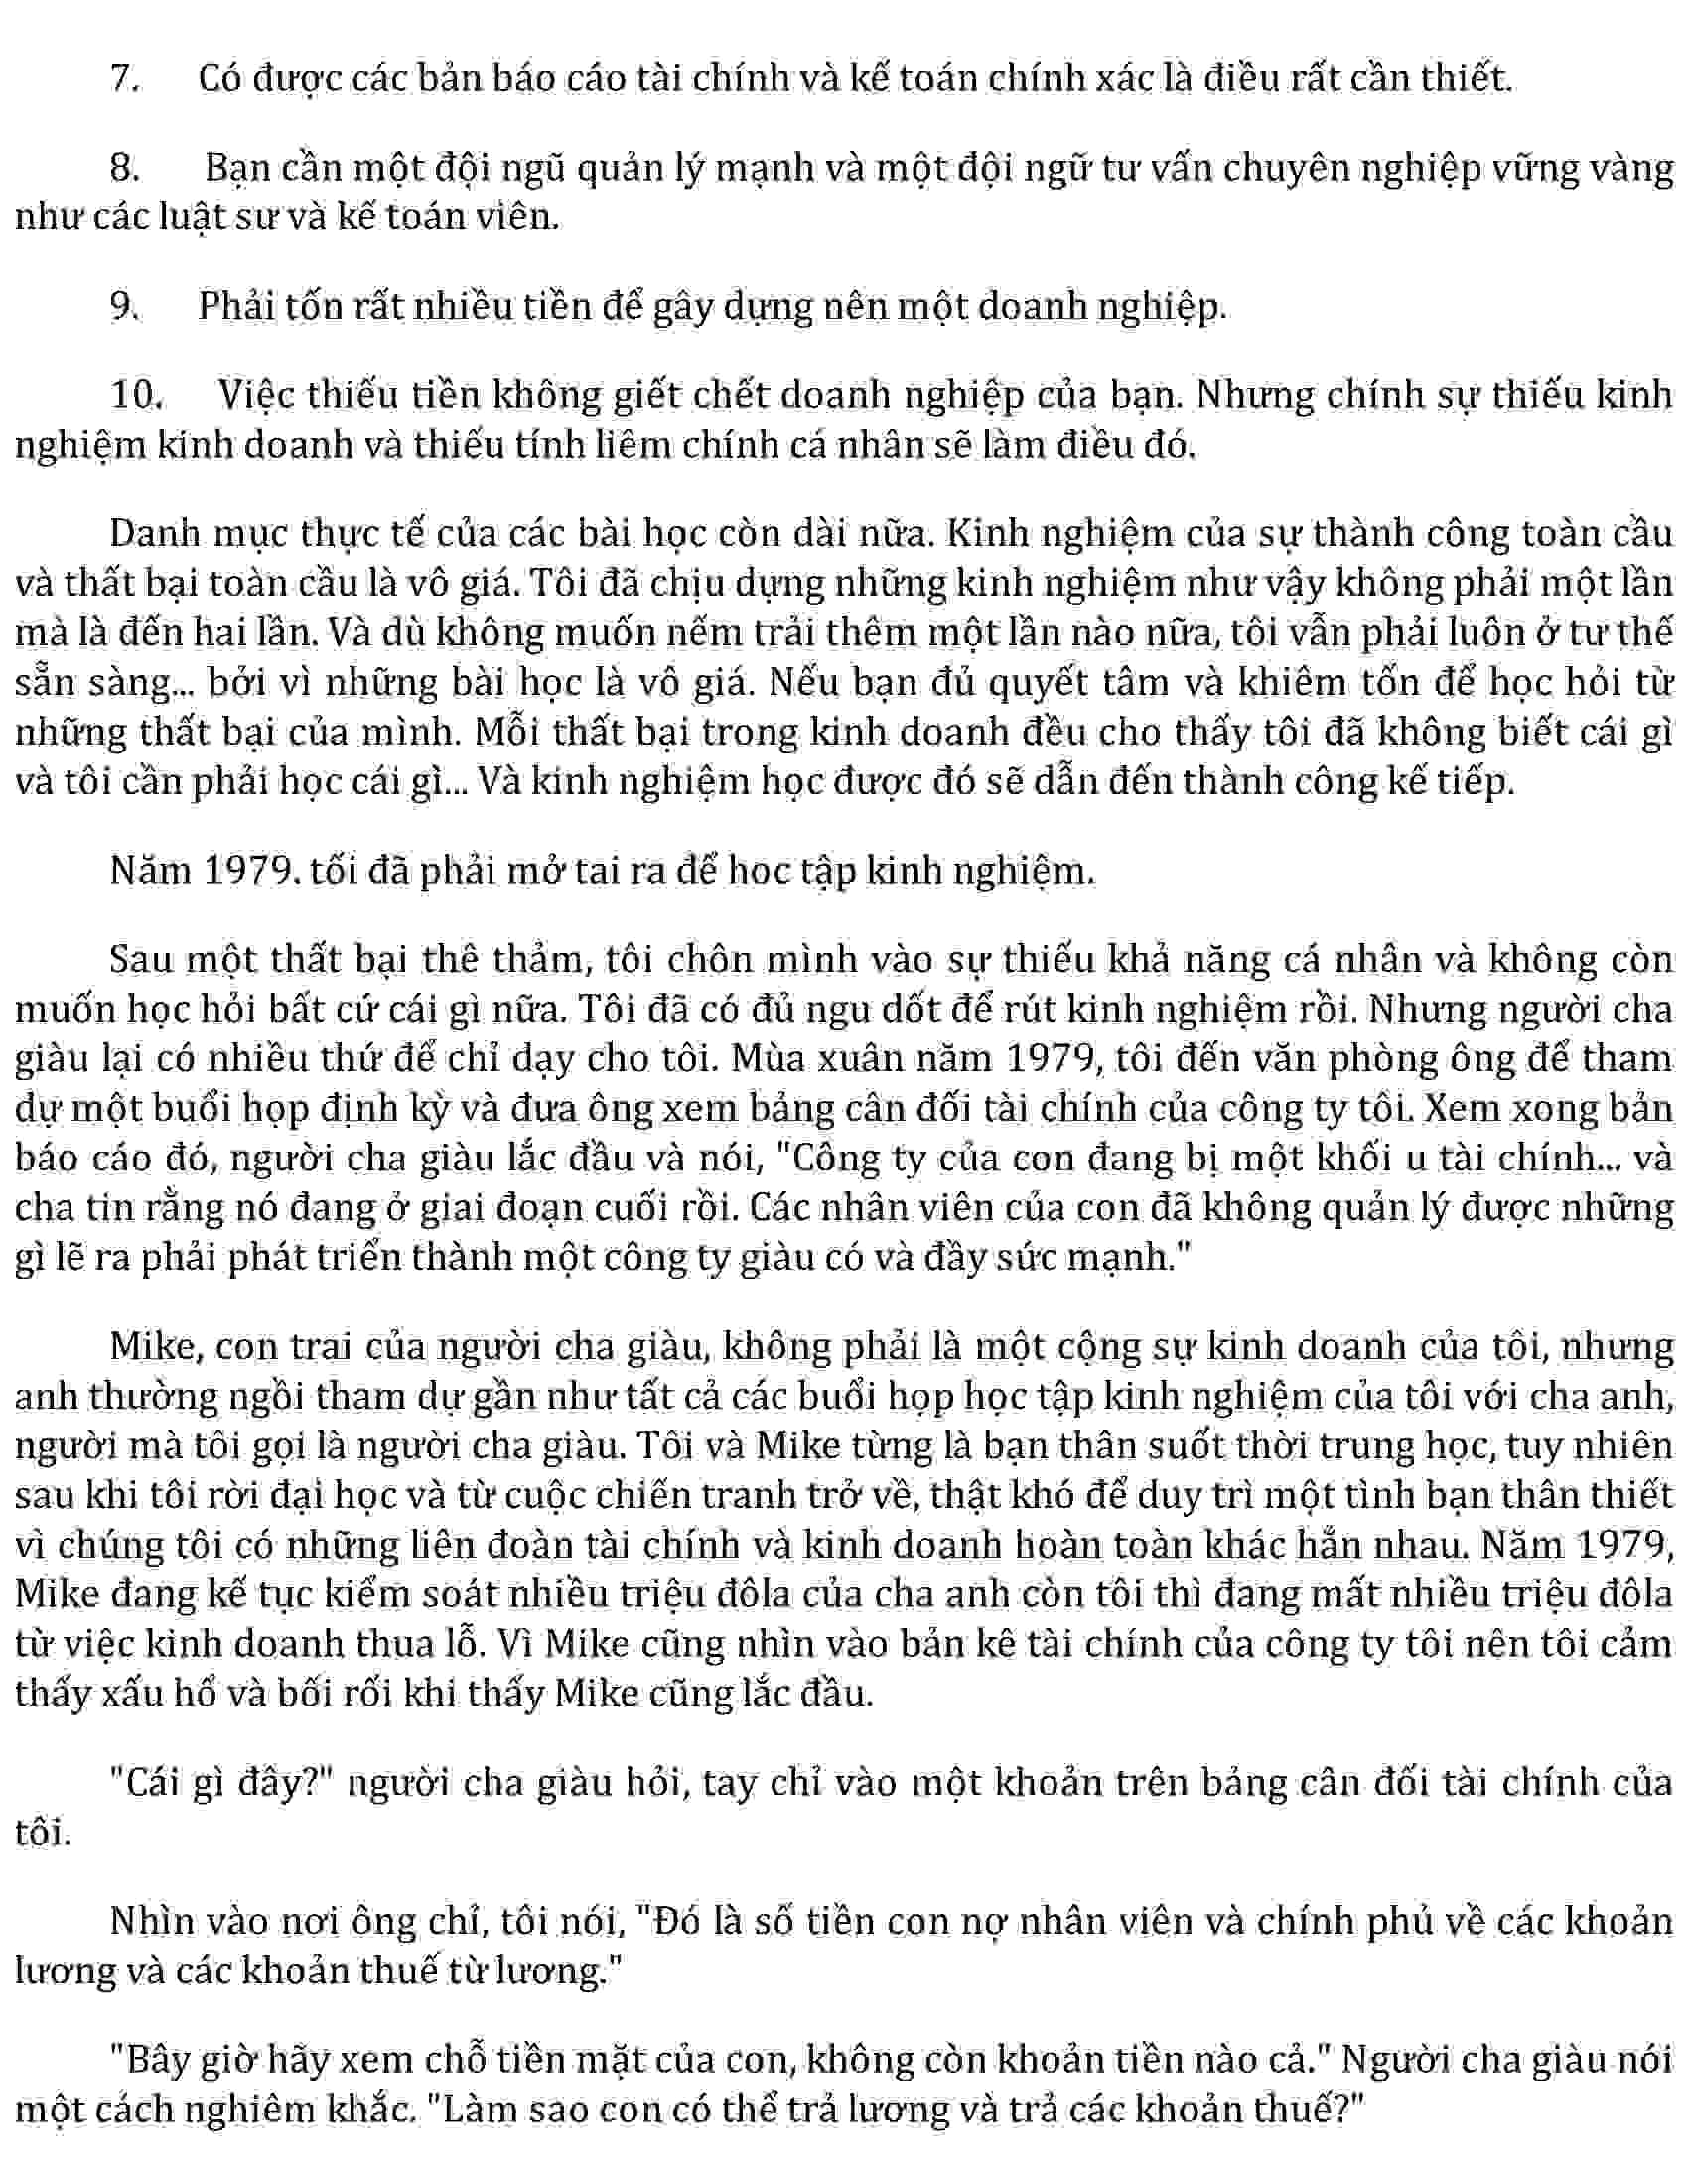 7. Có được các bản báo cáo tài chính và kế toán chính xác là điều rất cần thiết.
8. Bạn cần một đội ngũ quản lý mạnh và một đội ngữ tư vấn chuyên nghiệp vững vàng
như các luật sư và kế toán viên.
9. Phải tốn rất nhiều tiền để gây dựng nên một doanh nghiệp.
10. Việc thiếu tiền không giết chết doanh nghiệp của bạn. Nhưng chính sự thiếu kinh
nghiệm kinh doanh và thiếu tính liêm chính cá nhân sẽ làm điều đó.
Danh mục thực tế của các bài học còn dài nữa. Kinh nghiệm của sự thành công toàn cầu
và thất bại toàn cầu là vô giá. Tôi đã chịu dựng những kinh nghiệm như vậy không phải một lần
mà là đến hai lần. Và dù không muốn nếm trải thêm một lần nào nữa, tôi vẫn phải luôn ở tư thế
sẵn sàng... bởi vì những bài học là vô giá. Nếu bạn đủ quyết tâm và khiêm tốn để học hỏi từ
những thất bại của mình. Mỗi thất bại trong kinh doanh đều cho thấy tôi đã không biết cái gì
và tôi cần phải học cái gì... Và kinh nghiệm học được đó sẽ dẫn đến thành công kế tiếp.
Năm 1979. tối đã phải mở tai ra để hoc tập kinh nghiệm.
Sau một thất bại thê thảm, tôi chôn mình vào sự thiếu khả năng cá nhân và không còn
muốn học hỏi bất cứ cái gì nữa. Tôi đã có đủ ngu dốt để rút kinh nghiệm rồi. Nhưng người cha
giàu lại có nhiều thứ để chỉ dạy cho tôi. Mùa xuân năm 1979, tôi đến văn phòng ông để tham
dự một buổi họp định kỳ và đưa ông xem bảng cân đối tài chính của công ty tôi. Xem xong bản
báo cáo đó, người cha giàu lắc đầu và nói, "Công ty của con đang bị một khối u tài chính... và
cha tin rằng nó đang ở giai đoạn cuối rồi. Các nhân viên của con đã không quản lý được những
gì lẽ ra phải phát triển thành một công ty giàu có và đầy sức mạnh."
Mike, con trai của người cha giàu, không phải là một cộng sự kinh doanh của tôi, nhưng
anh thường ngồi tham dự gần như tất cả các buổi họp học tập kinh nghiệm của tôi với cha anh,
người mà tôi gọi là người cha giàu. Tôi và Mike từng là bạn thân suốt thời trung học, tuy nhiên
sau khi tôi rời đại học và từ cuộc chiến tranh trở về, thật khó để duy trì một tình bạn thân thiết
vì chúng tôi có những liên đoàn tài chính và kinh doanh hoàn toàn khác hẳn nhau. Năm 1979,
Mike đang kế tục kiểm soát nhiều triệu đôla của cha anh còn tôi thì đang mất nhiều triệu đôla
từ việc kinh doanh thua lỗ. Vì Mike cũng nhìn vào bản kê tài chính của công ty tôi nên tôi cảm
thấy xấu hổ và bối rối khi thấy Mike cũng lắc đầu.
"Cái gì đây?" người cha giàu hỏi, tay chỉ vào một khoản trên bảng cân đối tài chính của
tôi.
Nhìn vào nơi ông chỉ, tôi nói, "Đó là số tiền con nợ nhân viên và chính phủ về các khoản
lương và các khoản thuế từ lương."
"Bây giờ hãy xem chỗ tiền mặt của con, không còn khoản tiền nào cả." Người cha giàu nói
một cách nghiêm khắc. "Làm sao con có thể trả lương và trả các khoản thuế?"